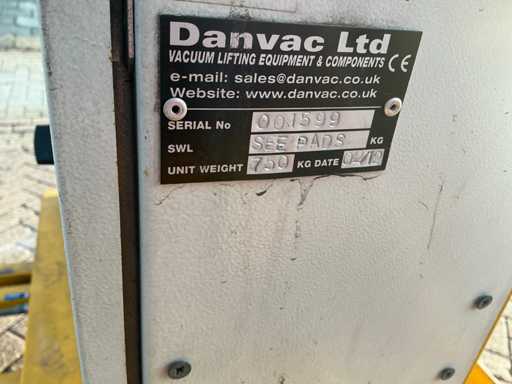 Danvac Ltd
VACUUM LIFTING EQUIPMENT & COMPONENTS CE
e-mail: sales@danvac.co.uk
Website: www.danvac.co.uk
SERIAL No 001599
SWL SEE PADS KG
UNIT WEIGHT 750 KG DATE